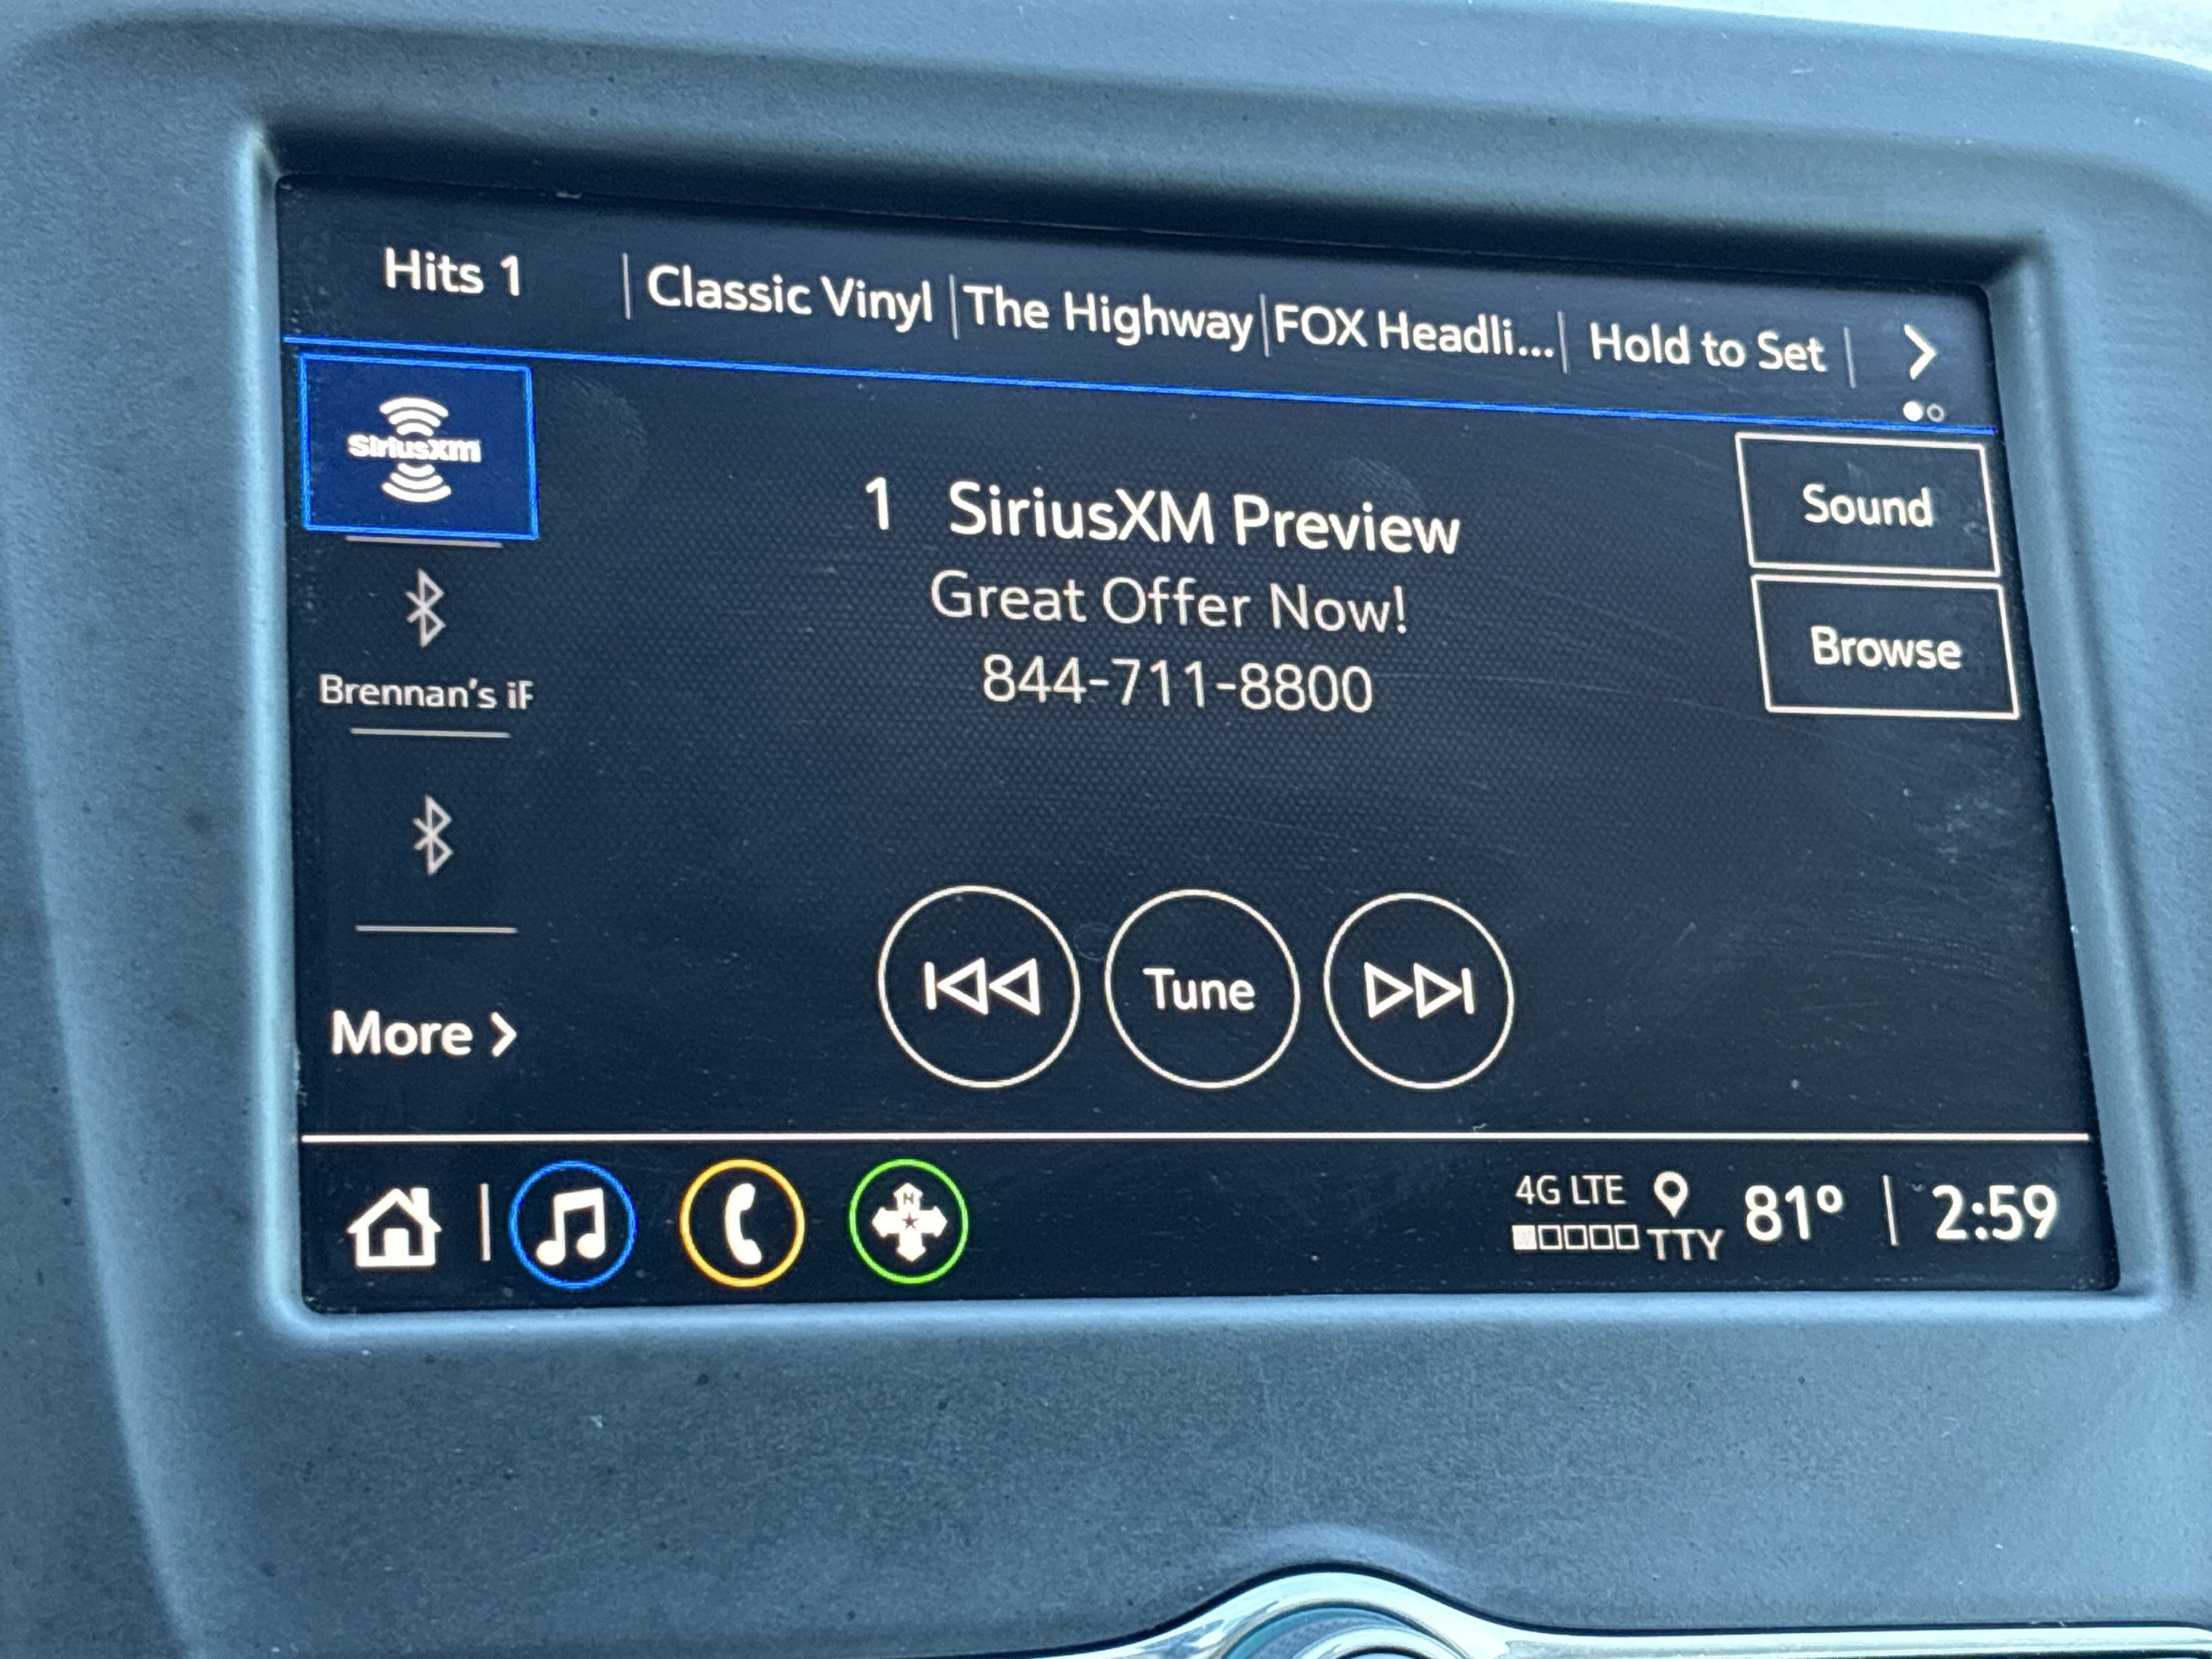 Hits 1
Classic Vinyl
The Highway
FOX Headli...
Hold to Set
SiriusXM
1 SiriusXM Preview
Great Offer Now!
844-711-8800
Sound
Browse
Brennan's iP
More
Tune
N
4G LTE
TTY
81°
2:59